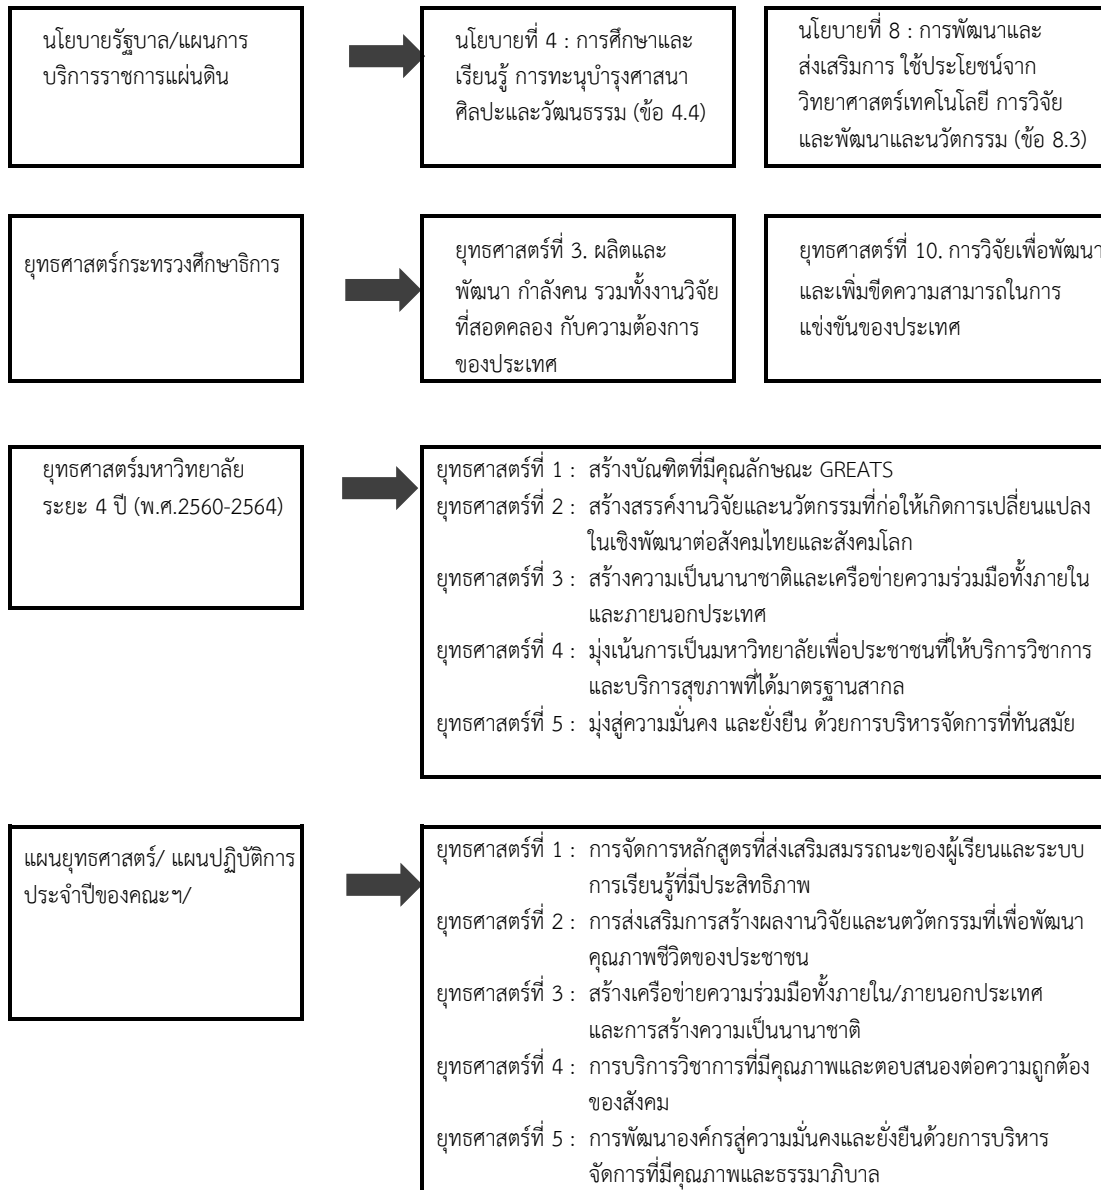 นโยบายรัฐบาล/แผนการ
บริการราชการแผ่นดิน
นโยบายที่ 4 : การศึกษาและ
เรียนรู้ การทะนุบำรุงศาสนา
ศิลปะและวัฒนธรรม (ข้อ 4.4)
นโยบายที่ 8 : การพัฒนาและ
ส่งเสริมการ ใช้ประโยชน์จาก
วิทยาศาสตร์เทคโนโลยี การวิจัย
และพัฒนาและนวัตกรรม (ข้อ 8.3)
ยุทธศาสตร์กระทรวงศึกษาธิการ
ยุทธศาสตร์ที่ 3. ผลิตและ
พัฒนา กำลังคน รวมทั้งงานวิจัย
ที่สอดคลอง กับความต้องการ
ของประเทศ
ยุทธศาสตร์ที่ 10. การวิจัยเพื่อพัฒนา
และเพิ่มขีดความสามารถในการ
แข่งขันของประเทศ
ยุทธศาสตร์มหาวิทยาลัย
ระยะ 4 ปี (พ.ศ.2560-2564)
ยุทธศาสตร์ที่ 1 : สร้างบัณฑิตที่มีคุณลักษณะ GREATS
ยุทธศาสตร์ที่ 2 : สร้างสรรค์งานวิจัยและนวัตกรรมที่ก่อให้เกิดการเปลี่ยนแปลง
ในเชิงพัฒนาต่อสังคมไทยและสังคมโลก
ยุทธศาสตร์ที่ 3 : สร้างความเป็นนานาชาติและเครือข่ายความร่วมมือทั้งภายใน
และภายนอกประเทศ
ยุทธศาสตร์ที่ 4 : มุ่งเน้นการเป็นมหาวิทยาลัยเพื่อประชาชนที่ให้บริการวิชาการ
และบริการสุขภาพที่ได้มาตรฐานสากล
ยุทธศาสตร์ที่ 5 : มุ่งสู่ความมั่นคง และยั่งยืน ด้วยการบริหารจัดการที่ทันสมัย
แผนยุทธศาสตร์/ แผนปฏิบัติการ
ประจำปีของคณะฯ/
ยุทธศาสตร์ที่ 1 : การจัดการหลักสูตรที่ส่งเสริมสมรรถนะของผู้เรียนและระบบ
การเรียนรู้ที่มีประสิทธิภาพ
ยุทธศาสตร์ที่ 2 : การส่งเสริมการสร้างผลงานวิจัยและนตวัตกรรมที่เพื่อพัฒนา
คุณภาพชีวิตของประชาชน
ยุทธศาสตร์ที่ 3 : สร้างเครือข่ายความร่วมมือทั้งภายใน/ภายนอกประเทศ
และการสร้างความเป็นนานาชาติ
ยุทธศาสตร์ที่ 4 : การบริการวิชาการที่มีคุณภาพและตอบสนองต่อความถูกต้อง
ของสังคม
ยุทธศาสตร์ที่ 5 : การพัฒนาองค์กรสู่ความมั่นคงและยั่งยืนด้วยการบริหาร
จัดการที่มีคุณภาพและธรรมาภิบาล